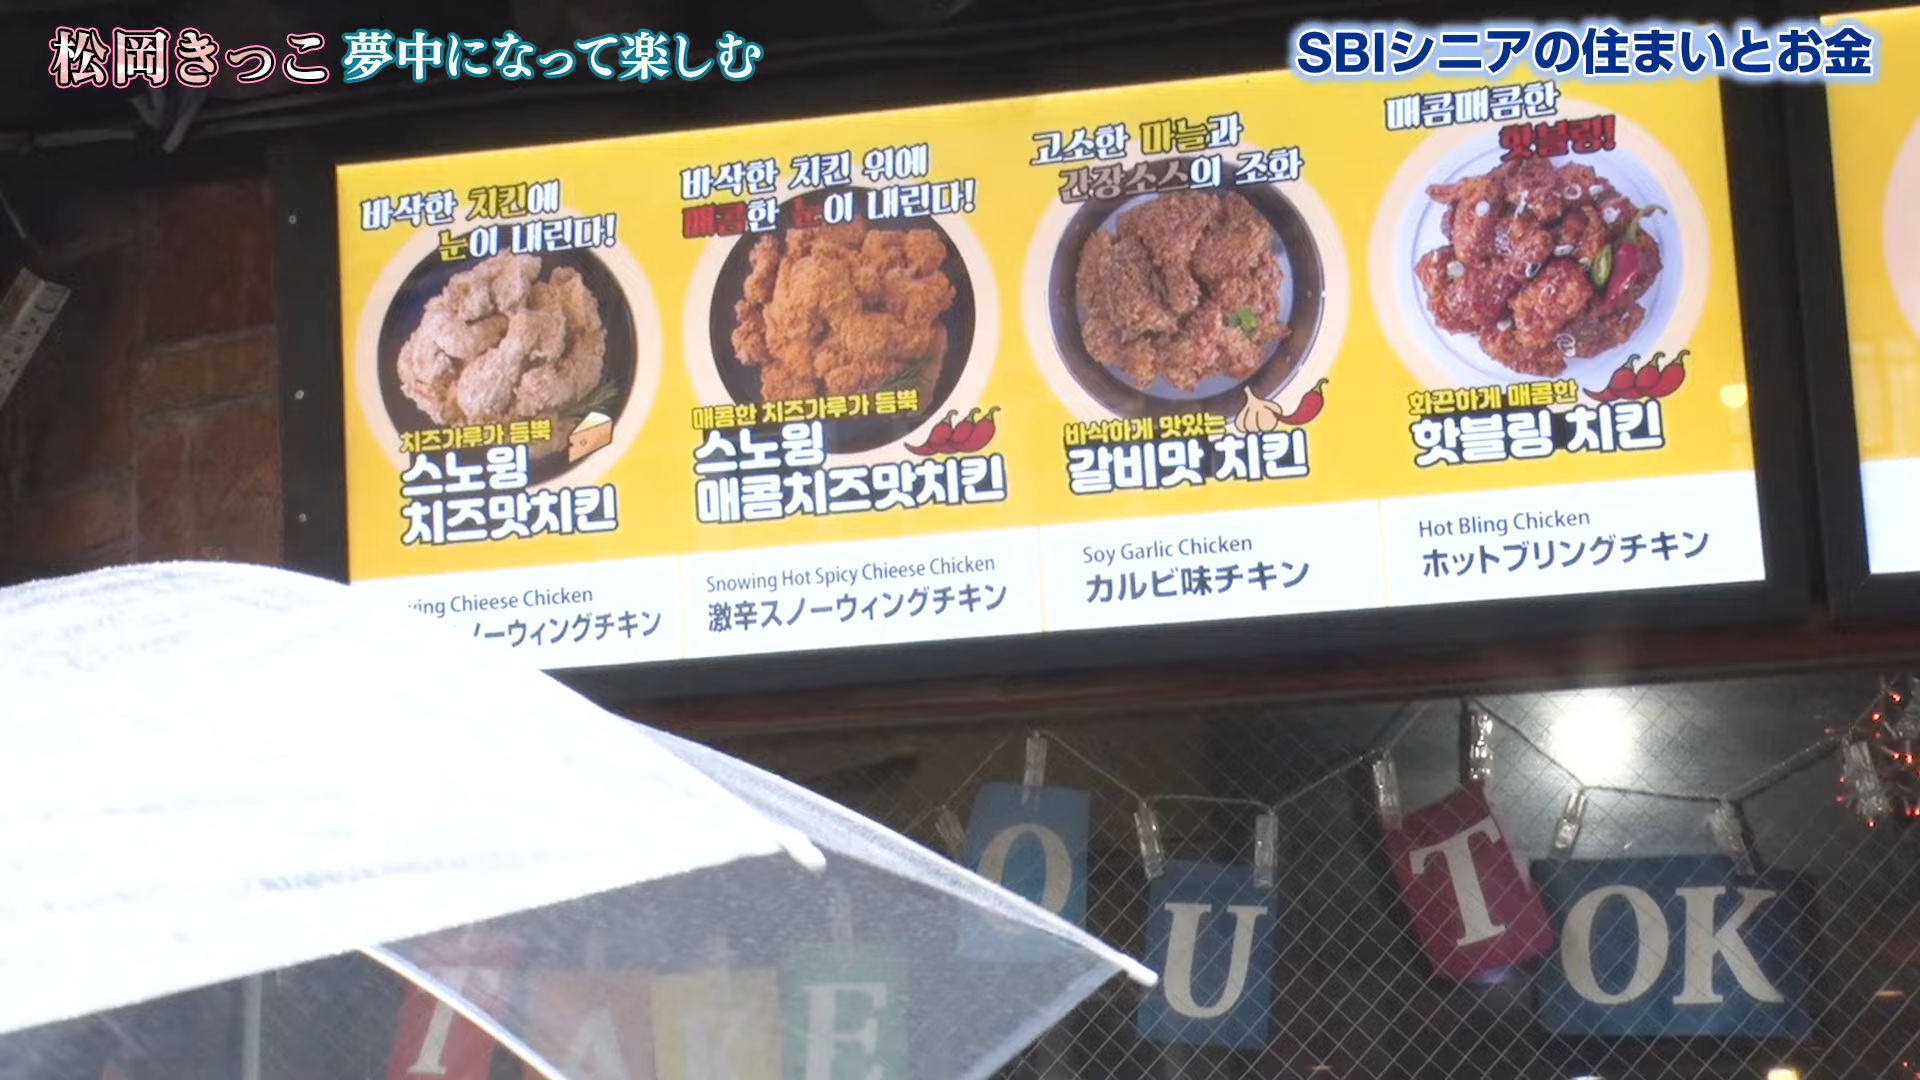 松岡きっこ 夢中になって楽しむ
SBIシニアの住まいとお金
바삭한 치킨에
눈이 내린다!
치즈가루가 듬뿍
스노윙
치즈맛치킨
Chieese Chicken
ノーウィングチキン
바삭한 치킨 위에
매콤한 눈이 내린다!
매콤한 치즈가루가 듬뿍
스노윙
매콤치즈맛치킨
Snowing Hot Spicy Chieese Chicken
激辛スノーウィングチキン
고소한 마늘과
간장소스의 조화
바삭하게 맛있는
갈비맛 치킨
Soy Garlic Chicken
カルビ味チキン
매콤매콤한
핫블링!
화끈하게 매콤한
핫블링 치킨
Hot Bling Chicken
ホットブリングチキン
TAKE
OUT OK